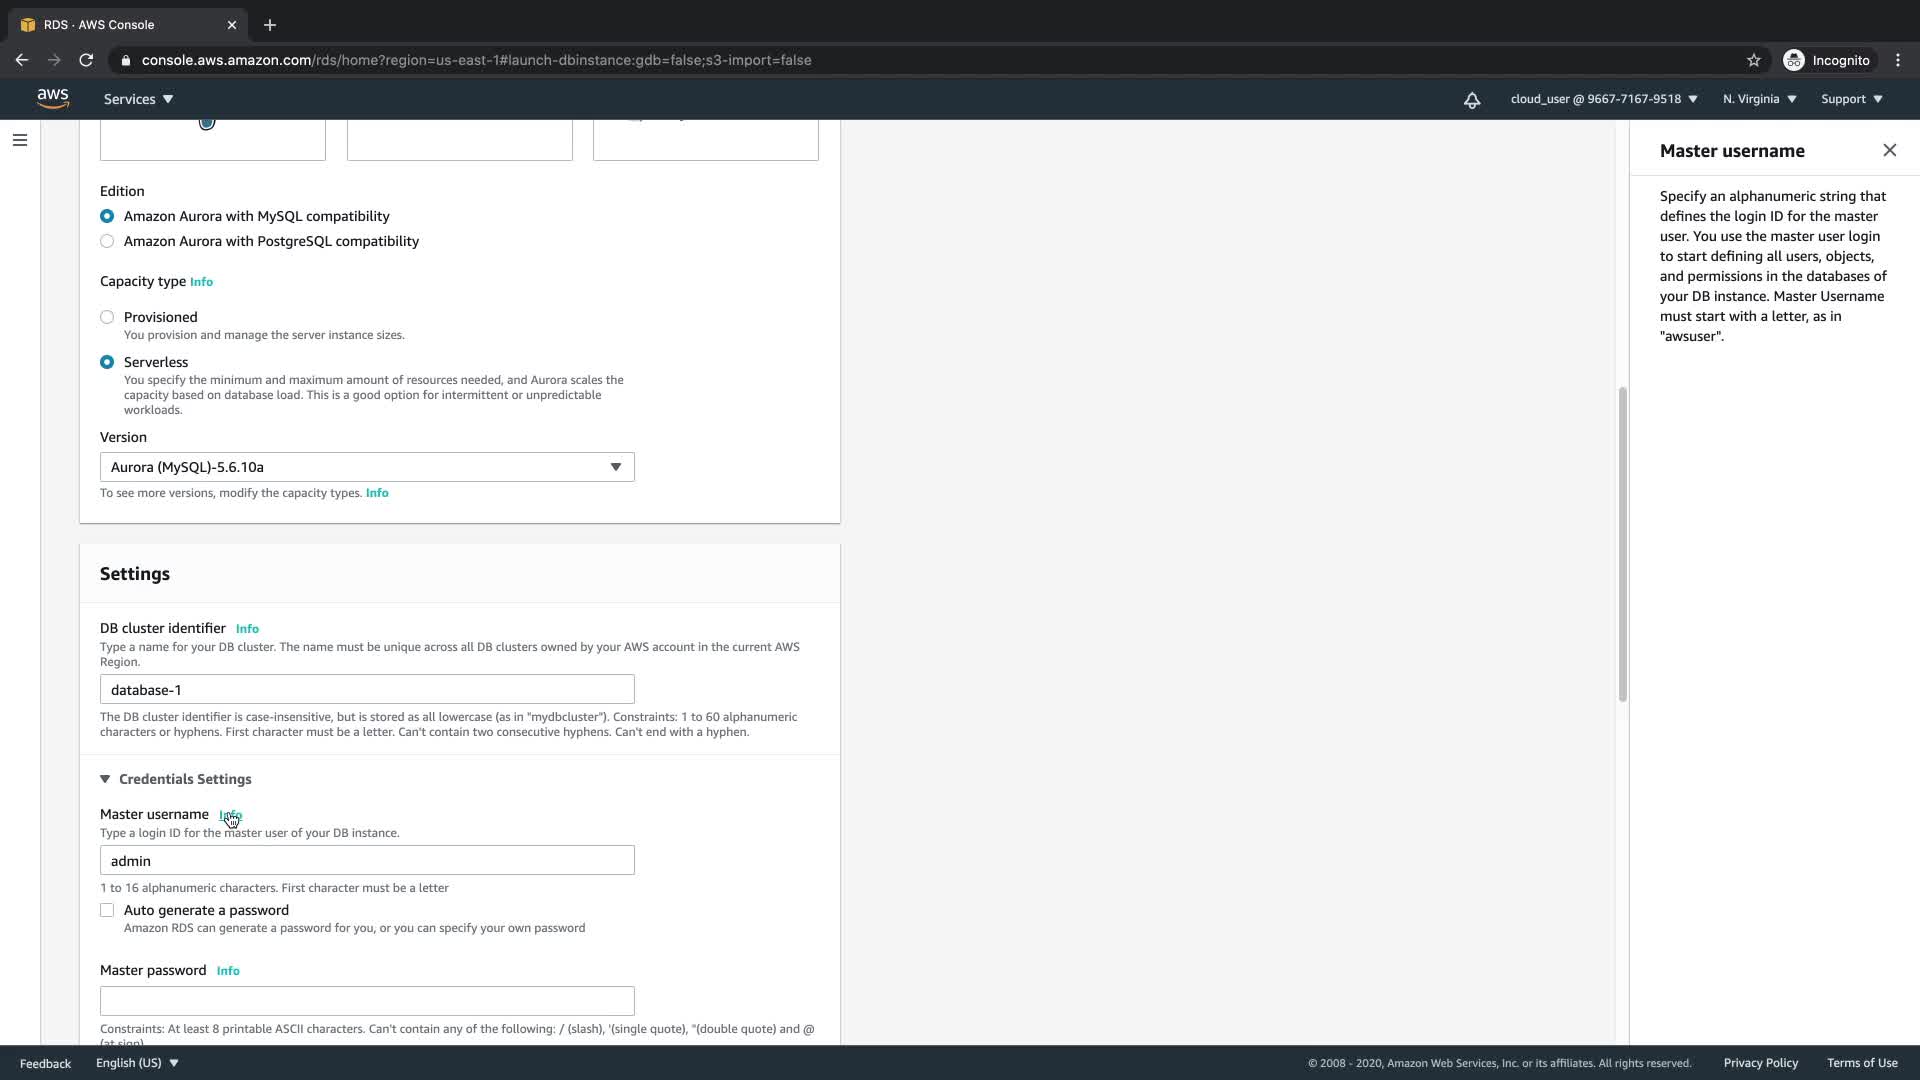 RDS · AWS Console
console.aws.amazon.com/rds/home?region=us-east-1#launch-dbinstance:gdb=false;s3-import=false
Incognito
aws
Services
cloud_user @ 9667-7167-9518
N. Virginia
Support
Edition
Amazon Aurora with MySQL compatibility
Amazon Aurora with PostgreSQL compatibility
Capacity type Info
Provisioned
You provision and manage the server instance sizes.
Serverless
You specify the minimum and maximum amount of resources needed, and Aurora scales the
capacity based on database load. This is a good option for intermittent or unpredictable
workloads.
Version
Aurora (MySQL)-5.6.10a
To see more versions, modify the capacity types. Info
Settings
DB cluster identifier Info
Type a name for your DB cluster. The name must be unique across all DB clusters owned by your AWS account in the current AWS
Region.
database-1
The DB cluster identifier is case-insensitive, but is stored as all lowercase (as in "mydbcluster"). Constraints: 1 to 60 alphanumeric
characters or hyphens. First character must be a letter. Can't contain two consecutive hyphens. Can't end with a hyphen.
Credentials Settings
Master username Info
Type a login ID for the master user of your DB instance.
admin
1 to 16 alphanumeric characters. First character must be a letter
Auto generate a password
Amazon RDS can generate a password for you, or you can specify your own password
Master password Info
Constraints: At least 8 printable ASCII characters. Can't contain any of the following: / (slash), '(single quote), "(double quote) and @
(at sign).
Master username
Specify an alphanumeric string that
defines the login ID for the master
user. You use the master user login
to start defining all users, objects,
and permissions in the databases of
your DB instance. Master Username
must start with a letter, as in
"awsuser".
Feedback
English (US)
© 2008 - 2020, Amazon Web Services, Inc. or its affiliates. All rights reserved.
Privacy Policy
Terms of Use